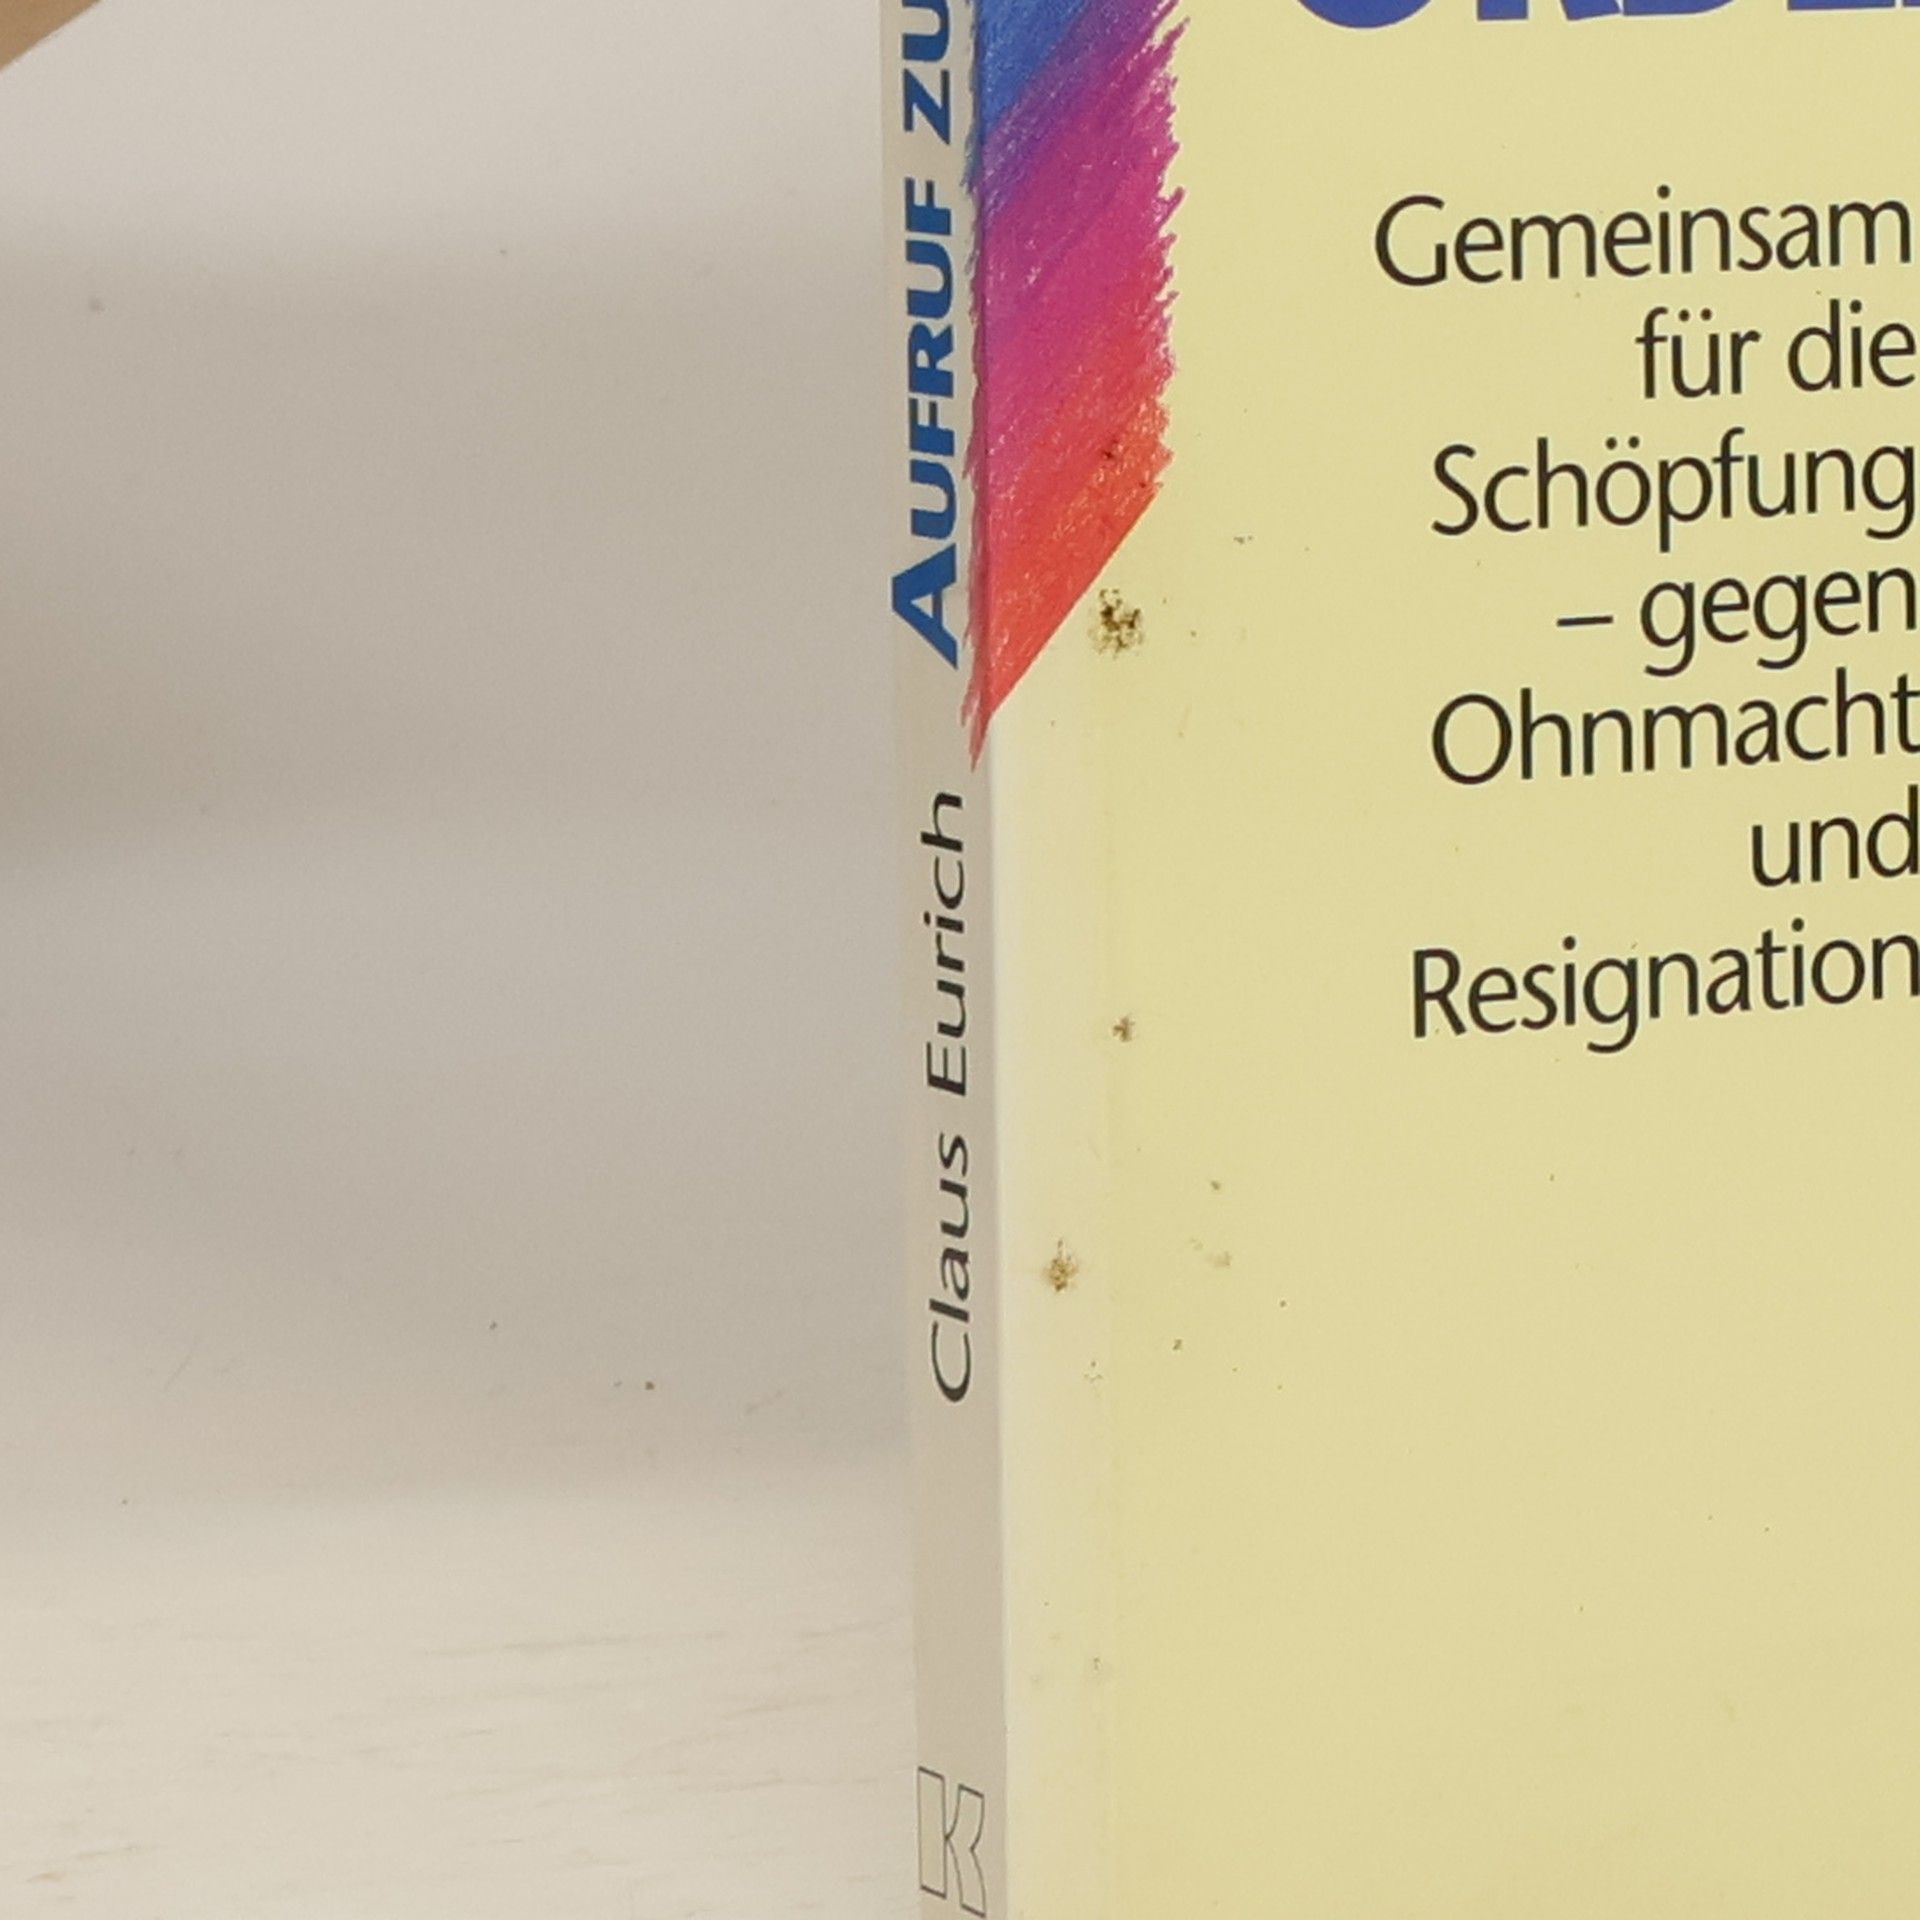 AUFRUF ZU
Claus Eurich
K
Gemeinsam
für die
Schöpfung
– gegen
Ohnmacht
und
Resignation